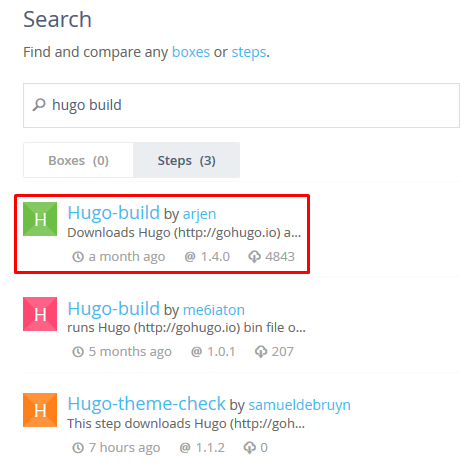 Search
Find and compare any boxes or steps.
hugo build
Boxes (0) Steps (3)
H Hugo-build by arjen
Downloads Hugo (http://gohugo.io) a...
a month ago @ 1.4.0 4843
H Hugo-build by me6iaton
runs Hugo (http://gohugo.io) bin file o...
5 months ago @ 1.0.1 207
H Hugo-theme-check by samueldebruyn
This step downloads Hugo (http://goh...
7 hours ago @ 1.1.2 0